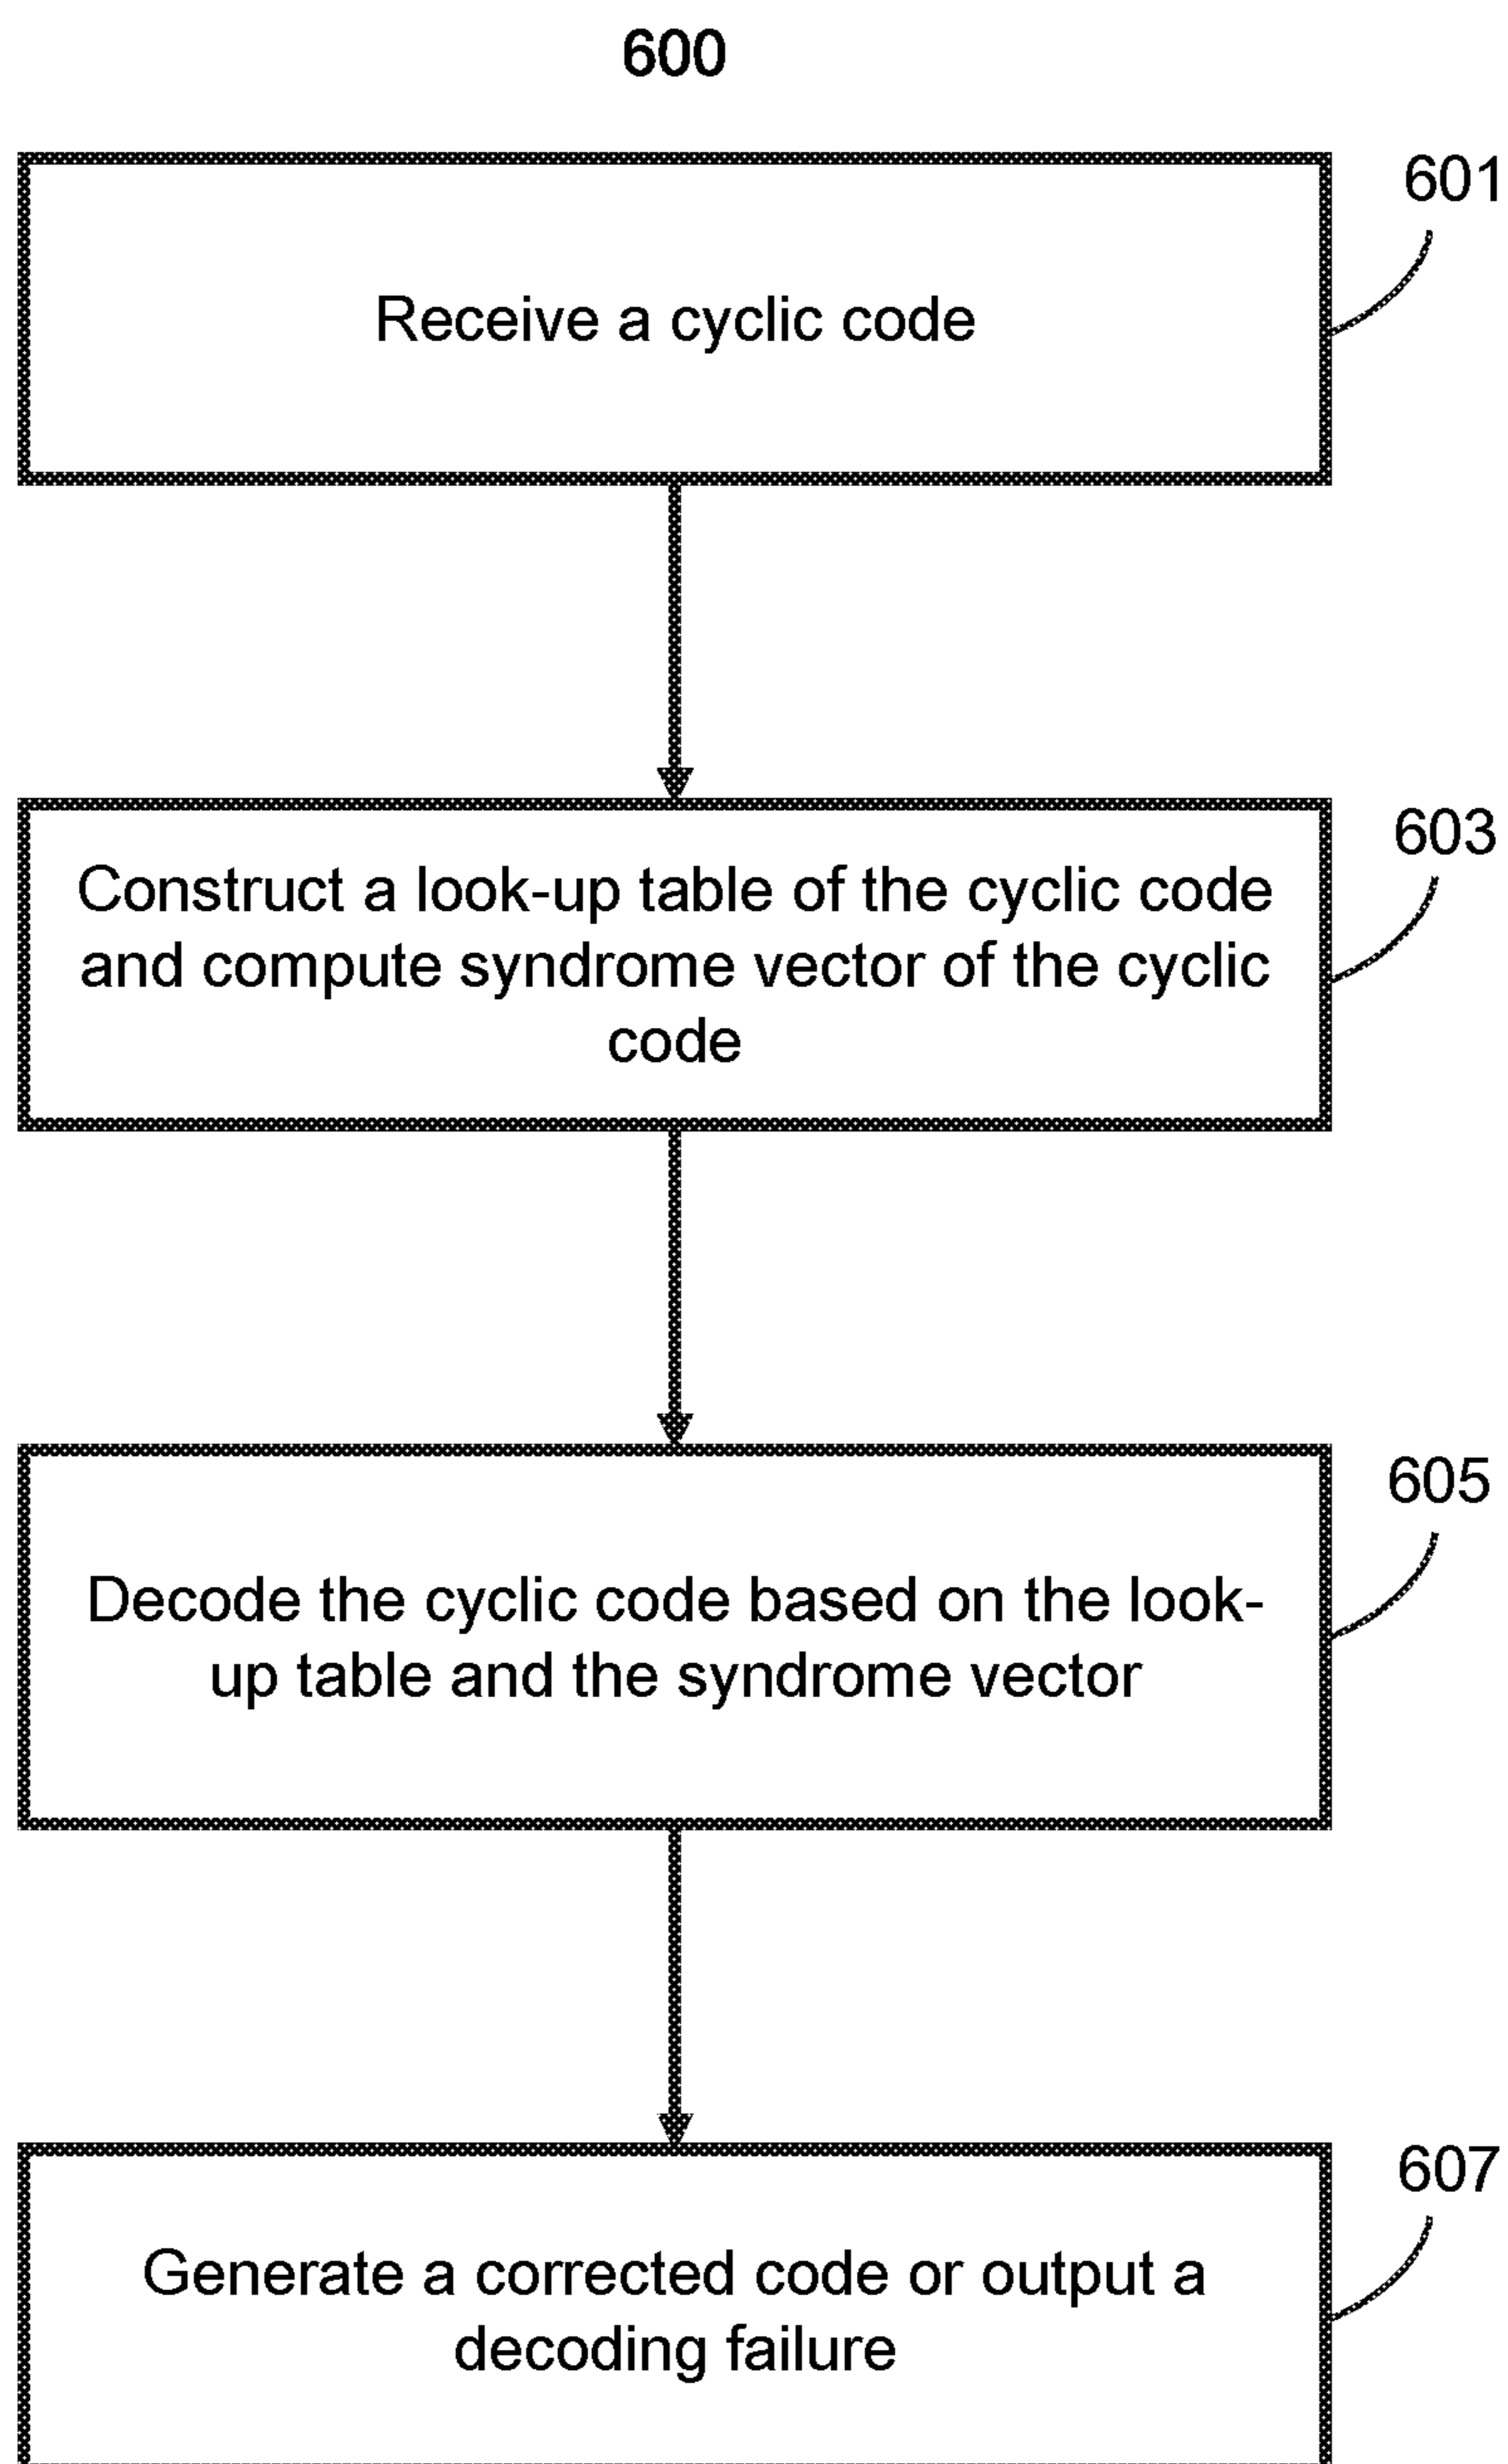 600
601
Receive a cyclic code
603
Construct a look-up table of the cyclic code
and compute syndrome vector of the cyclic
code
605
Decode the cyclic code based on the look-
up table and the syndrome vector
607
Generate a corrected code or output a
decoding failure